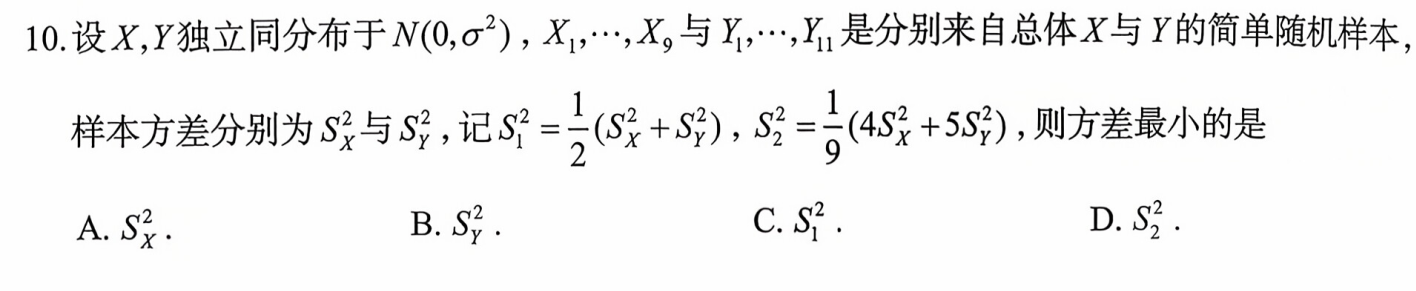 10.设X,Y独立同分布于N(0,σ²)，X₁,⋯,X₉与Y₁,⋯,Y₁₁是分别来自总体X与Y的简单随机样本，
样本方差分别为S_X²与S_Y²，记S₁²=\frac{1}{2}(S_X²+S_Y²)，S₂²=\frac{1}{9}(4S_X²+5S_Y²)，则方差最小的是
A. S_X². B. S_Y². C. S₁². D. S₂².